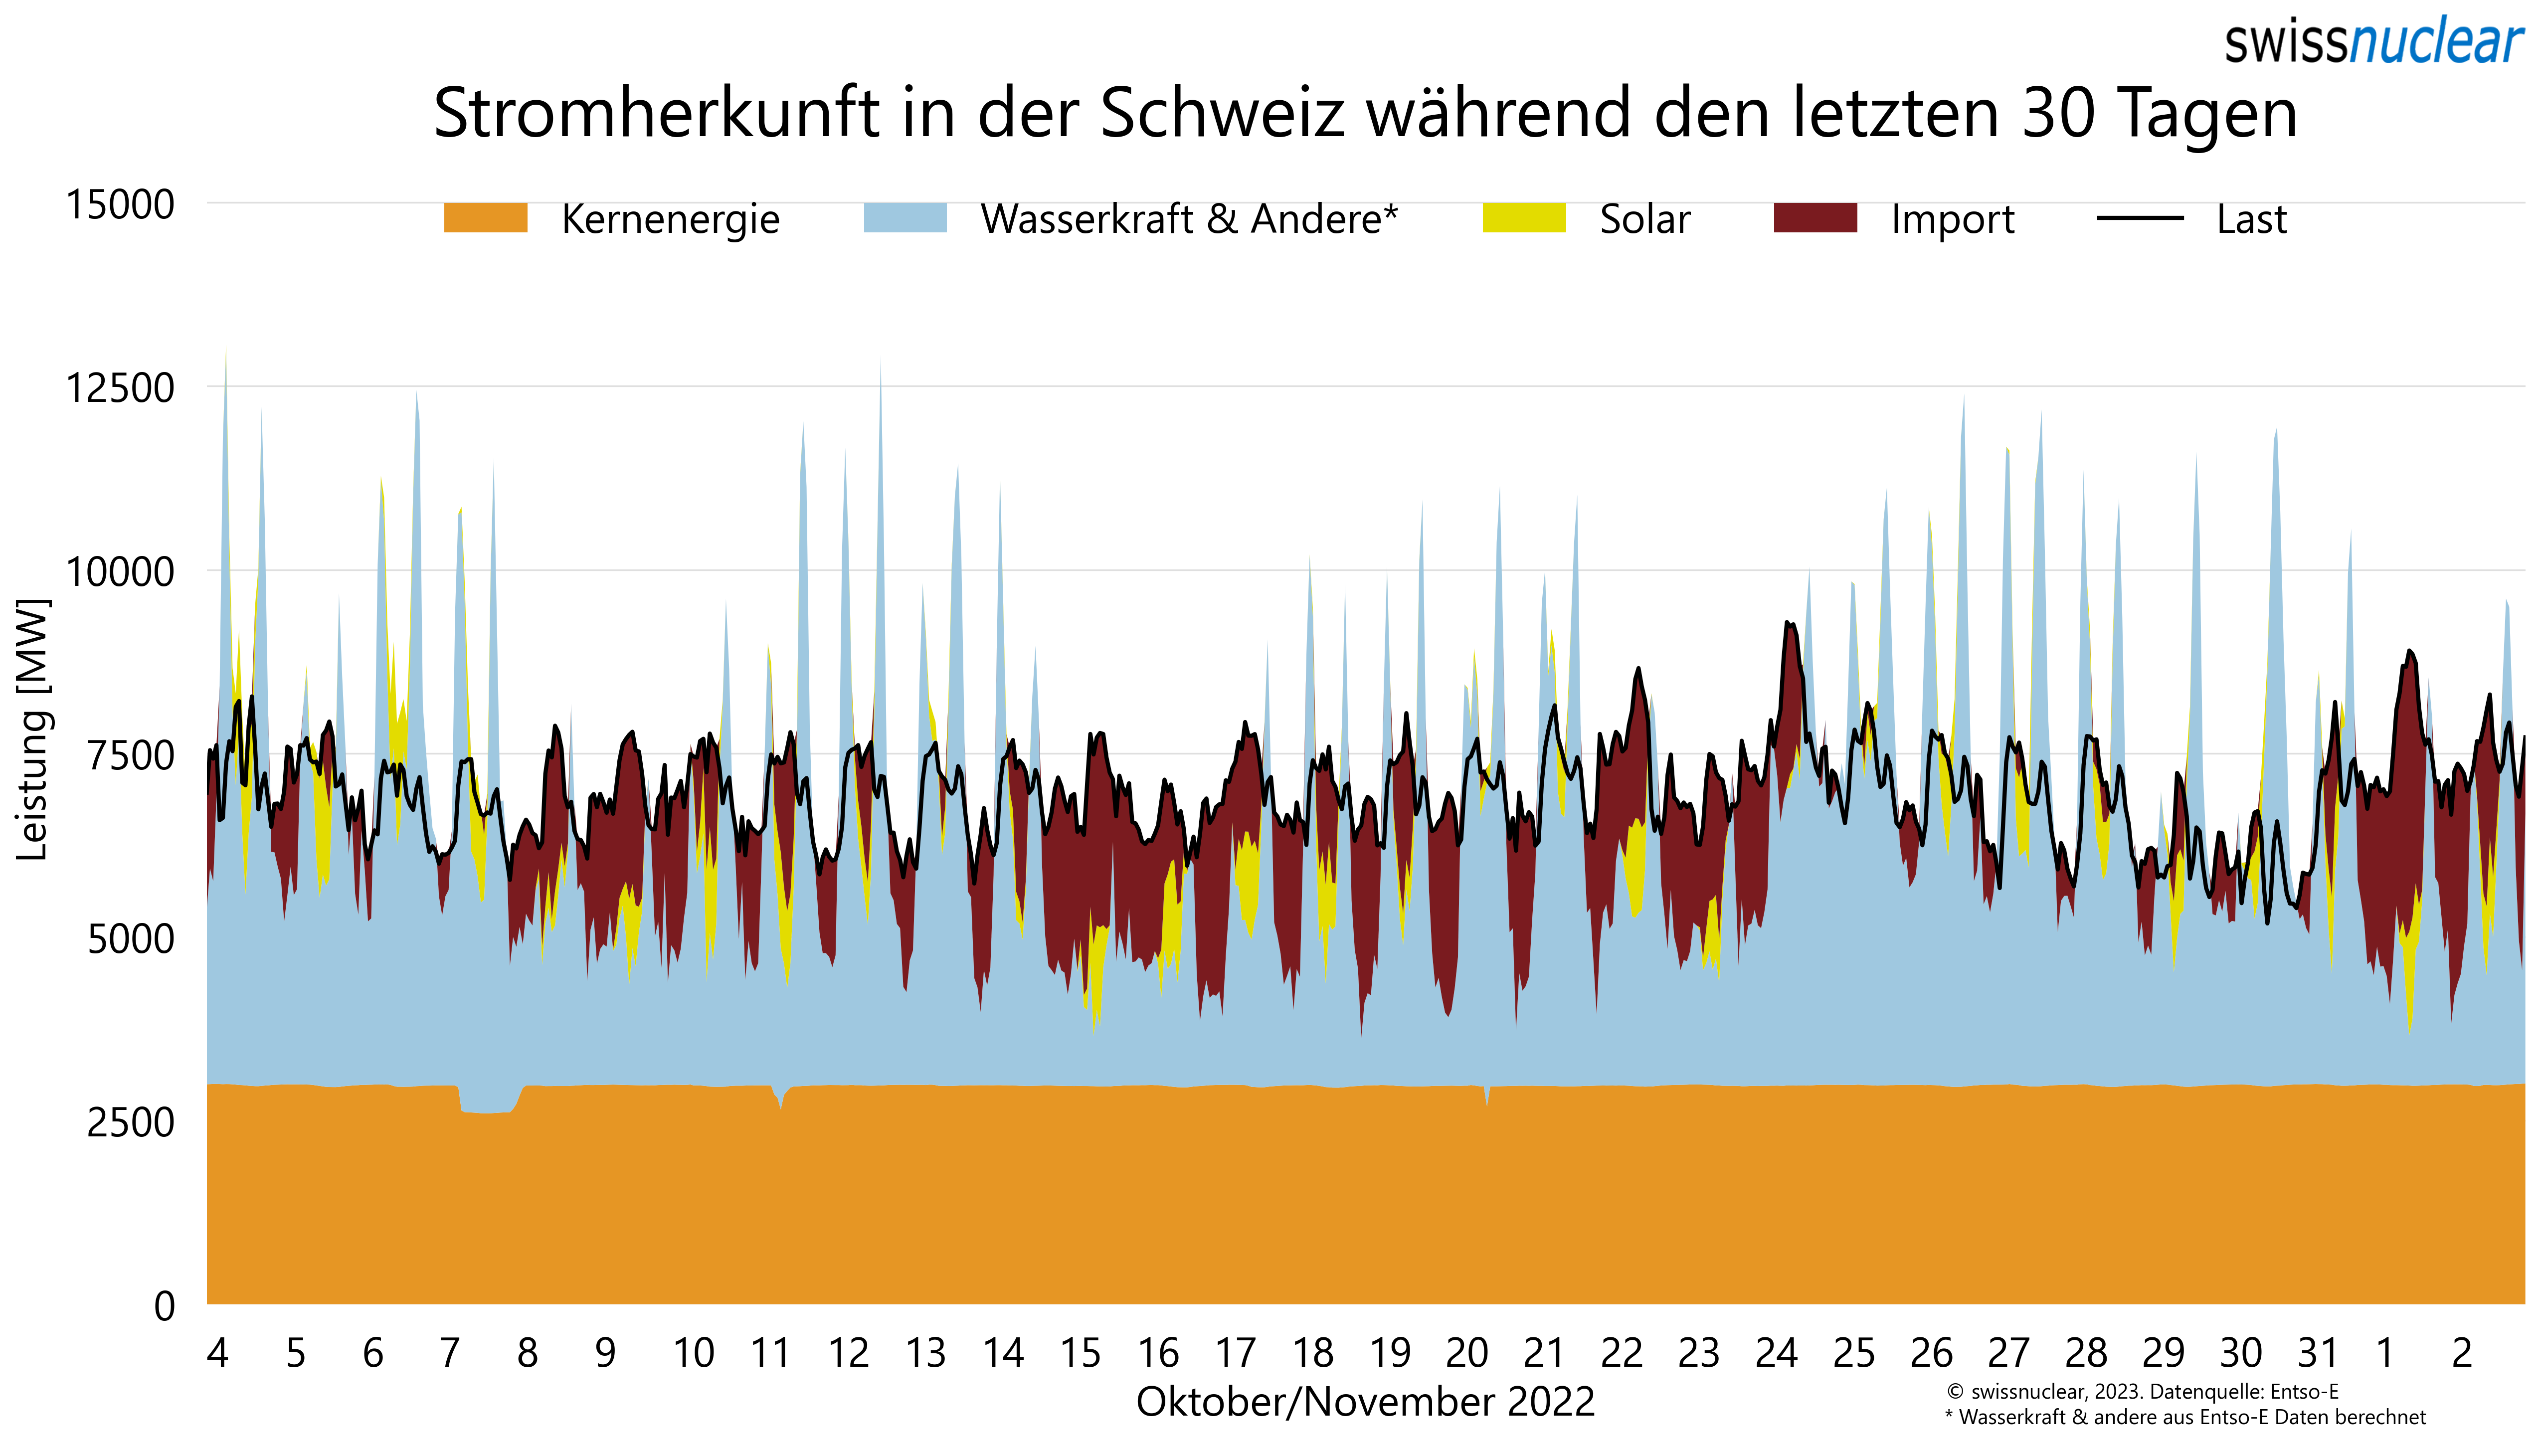 swissnuclear
Stromherkunft in der Schweiz während den letzten 30 Tagen
Kernenergie Wasserkraft & Andere* Solar Import Last
15000
12500
10000
7500
5000
2500
0
Leistung [MW]
4 5 6 7 8 9 10 11 12 13 14 15 16 17 18 19 20 21 22 23 24 25 26 27 28 29 30 31 1 2
Oktober/November 2022
© swissnuclear, 2023. Datenquelle: Entso-E
* Wasserkraft & andere aus Entso-E Daten berechnet